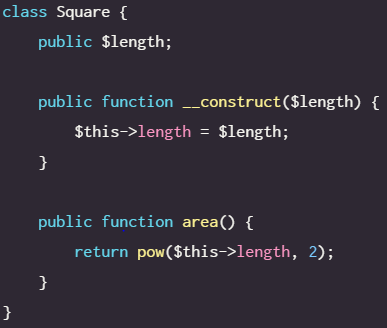 class Square {
    public $length;

    public function __construct($length) {
        $this->length = $length;
    }

    public function area() {
        return pow($this->length, 2);
    }
}